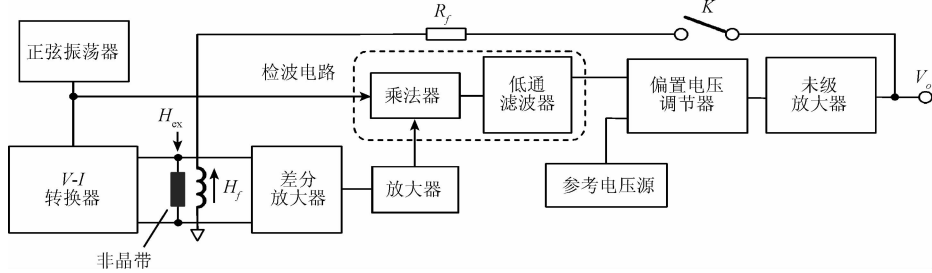 R_f
K
正弦振荡器
检波电路
乘法器
低通
滤波器
偏置电压
调节器
未级
放大器
V_o
H_ex
V-I
转换器
H_f
差分
放大器
放大器
参考电压源
非晶带